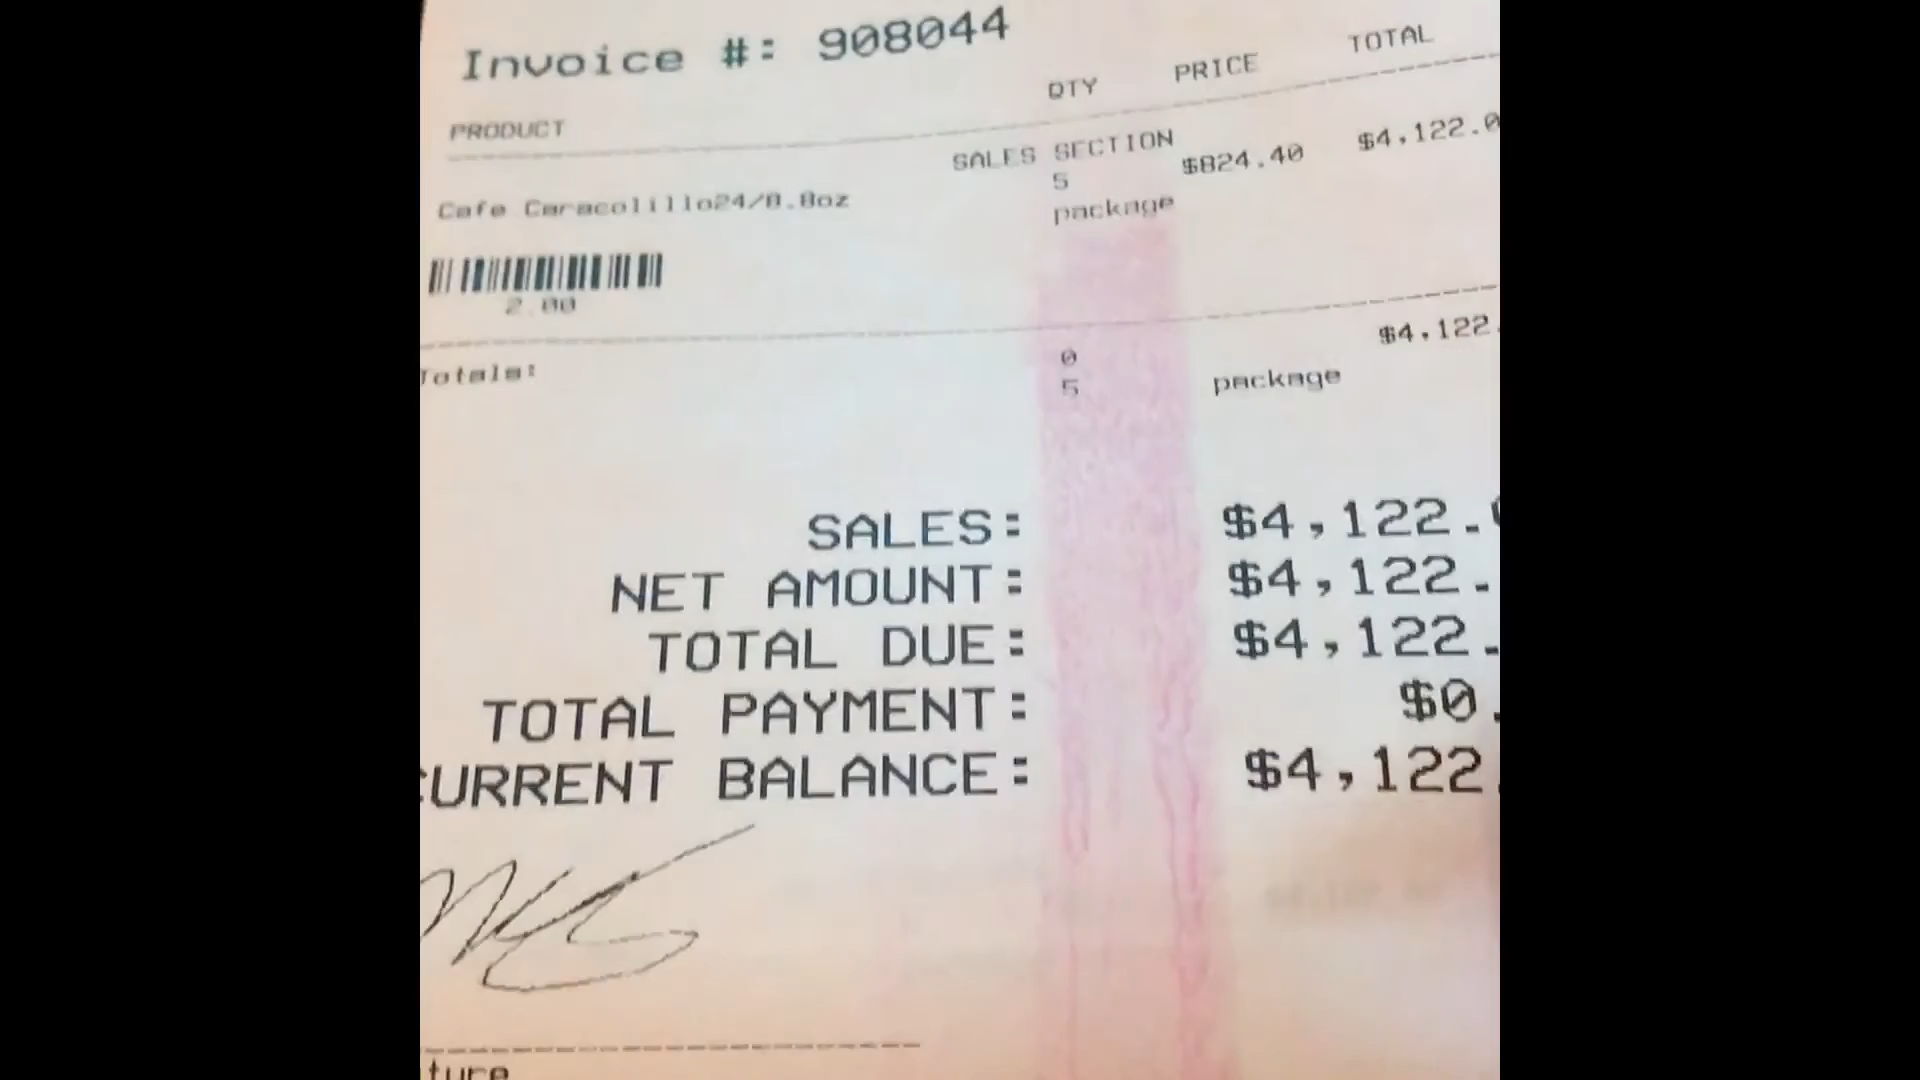 Invoice #: 908044
PRODUCT QTY PRICE TOTAL
SALES SECTION
Cafe Caracolillo24/8.8oz 5 $824.40 $4,122.0
package
2.00
Totals: 0 $4,122.
5 package
SALES: $4,122.0
NET AMOUNT: $4,122.
TOTAL DUE: $4,122.
TOTAL PAYMENT: $0.
CURRENT BALANCE: $4,122.
ture